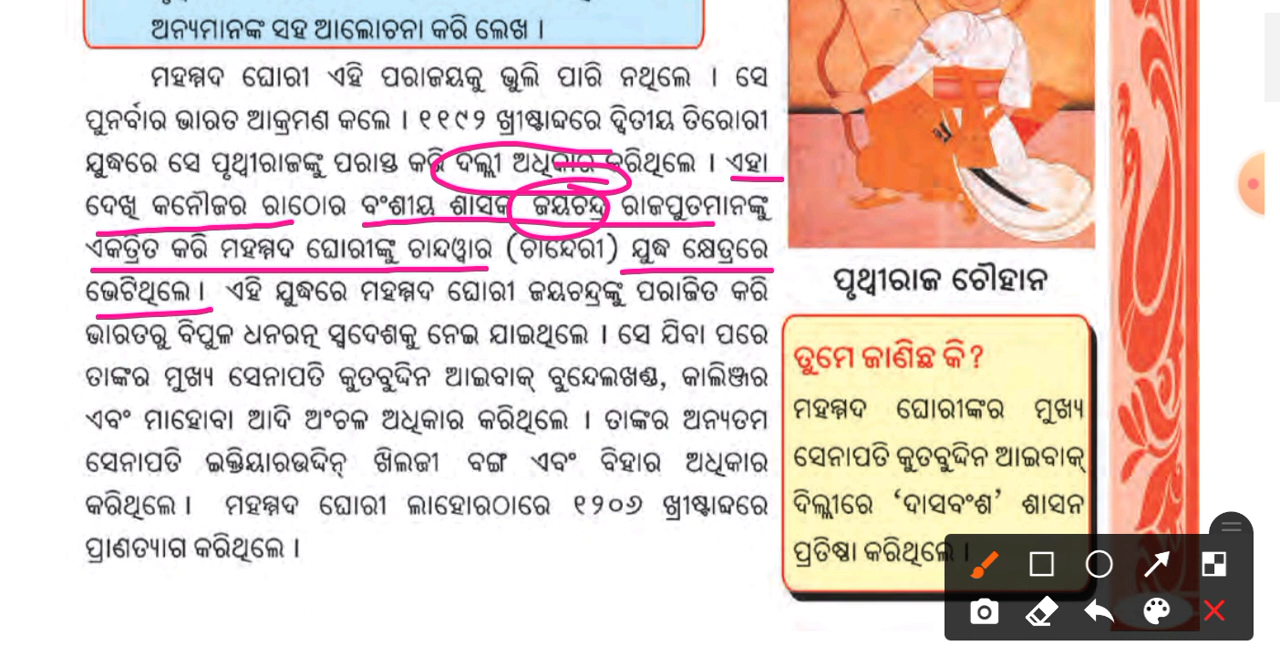 ଅନ୍ୟମାନଙ୍କ ସହ ଆଲୋଚନା କରି ଲେଖ ।
ମହମ୍ମଦ ଘୋରୀ ଏହି ପରାଜୟକୁ ଭୁଲି ପାରି ନଥିଲେ । ସେ
ପୁନର୍ବାର ଭାରତ ଆକ୍ରମଣ କଲେ । ୧୧୯୨ ଖ୍ରୀଷ୍ଟାବ୍ଦରେ ଦ୍ୱିତୀୟ ତିରୋରୀ
ଯୁଦ୍ଧରେ ସେ ପୃଥ୍ୱୀରାଜଙ୍କୁ ପରାସ୍ତ କରି ଦିଲ୍ଲୀ ଅଧିକାର କରିଥିଲେ । ଏହା
ଦେଖି କନୌଜର ରାଠୋର ବଂଶୀୟ ଶାସକ ଜୟଚନ୍ଦ୍ର ରାଜପୁତମାନଙ୍କୁ
ଏକତ୍ରିତ କରି ମହମ୍ମଦ ଘୋରୀଙ୍କୁ ଚାନ୍ଦୱାର (ଚାନ୍ଦେରୀ) ଯୁଦ୍ଧ କ୍ଷେତ୍ରରେ
ଭେଟିଥିଲେ । ଏହି ଯୁଦ୍ଧରେ ମହମ୍ମଦ ଘୋରୀ ଜୟଚନ୍ଦ୍ରଙ୍କୁ ପରାଜିତ କରି
ଭାରତରୁ ବିପୁଳ ଧନରତ୍ନ ସ୍ୱଦେଶକୁ ନେଇ ଯାଇଥିଲେ । ସେ ଯିବା ପରେ
ତାଙ୍କର ମୁଖ୍ୟ ସେନାପତି କୁତବୁଦ୍ଦିନ ଆଇବାକ୍ ବୁନ୍ଦେଲଖଣ୍ଡ, କାଲିଞ୍ଜର
ଏବଂ ମାହୋବା ଆଦି ଅଂଚଳ ଅଧିକାର କରିଥିଲେ । ତାଙ୍କର ଅନ୍ୟତମ
ସେନାପତି ଇକ୍ତିୟାରଉଦ୍ଦିନ୍ ଖିଲଜୀ ବଙ୍ଗ ଏବଂ ବିହାର ଅଧିକାର
କରିଥିଲେ । ମହମ୍ମଦ ଘୋରୀ ଲାହୋରଠାରେ ୧୨୦୬ ଖ୍ରୀଷ୍ଟାବ୍ଦରେ
ପ୍ରାଣତ୍ୟାଗ କରିଥିଲେ ।
ପୃଥ୍ୱୀରାଜ ଚୌହାନ
ତୁମେ ଜାଣିଛ କି ?
ମହମ୍ମଦ ଘୋରୀଙ୍କର ମୁଖ୍ୟ
ସେନାପତି କୁତବୁଦ୍ଦିନ ଆଇବାକ୍
ଦିଲ୍ଲୀରେ ‘ଦାସବଂଶ’ ଶାସନ
ପ୍ରତିଷ୍ଠା କରିଥିଲେ ।